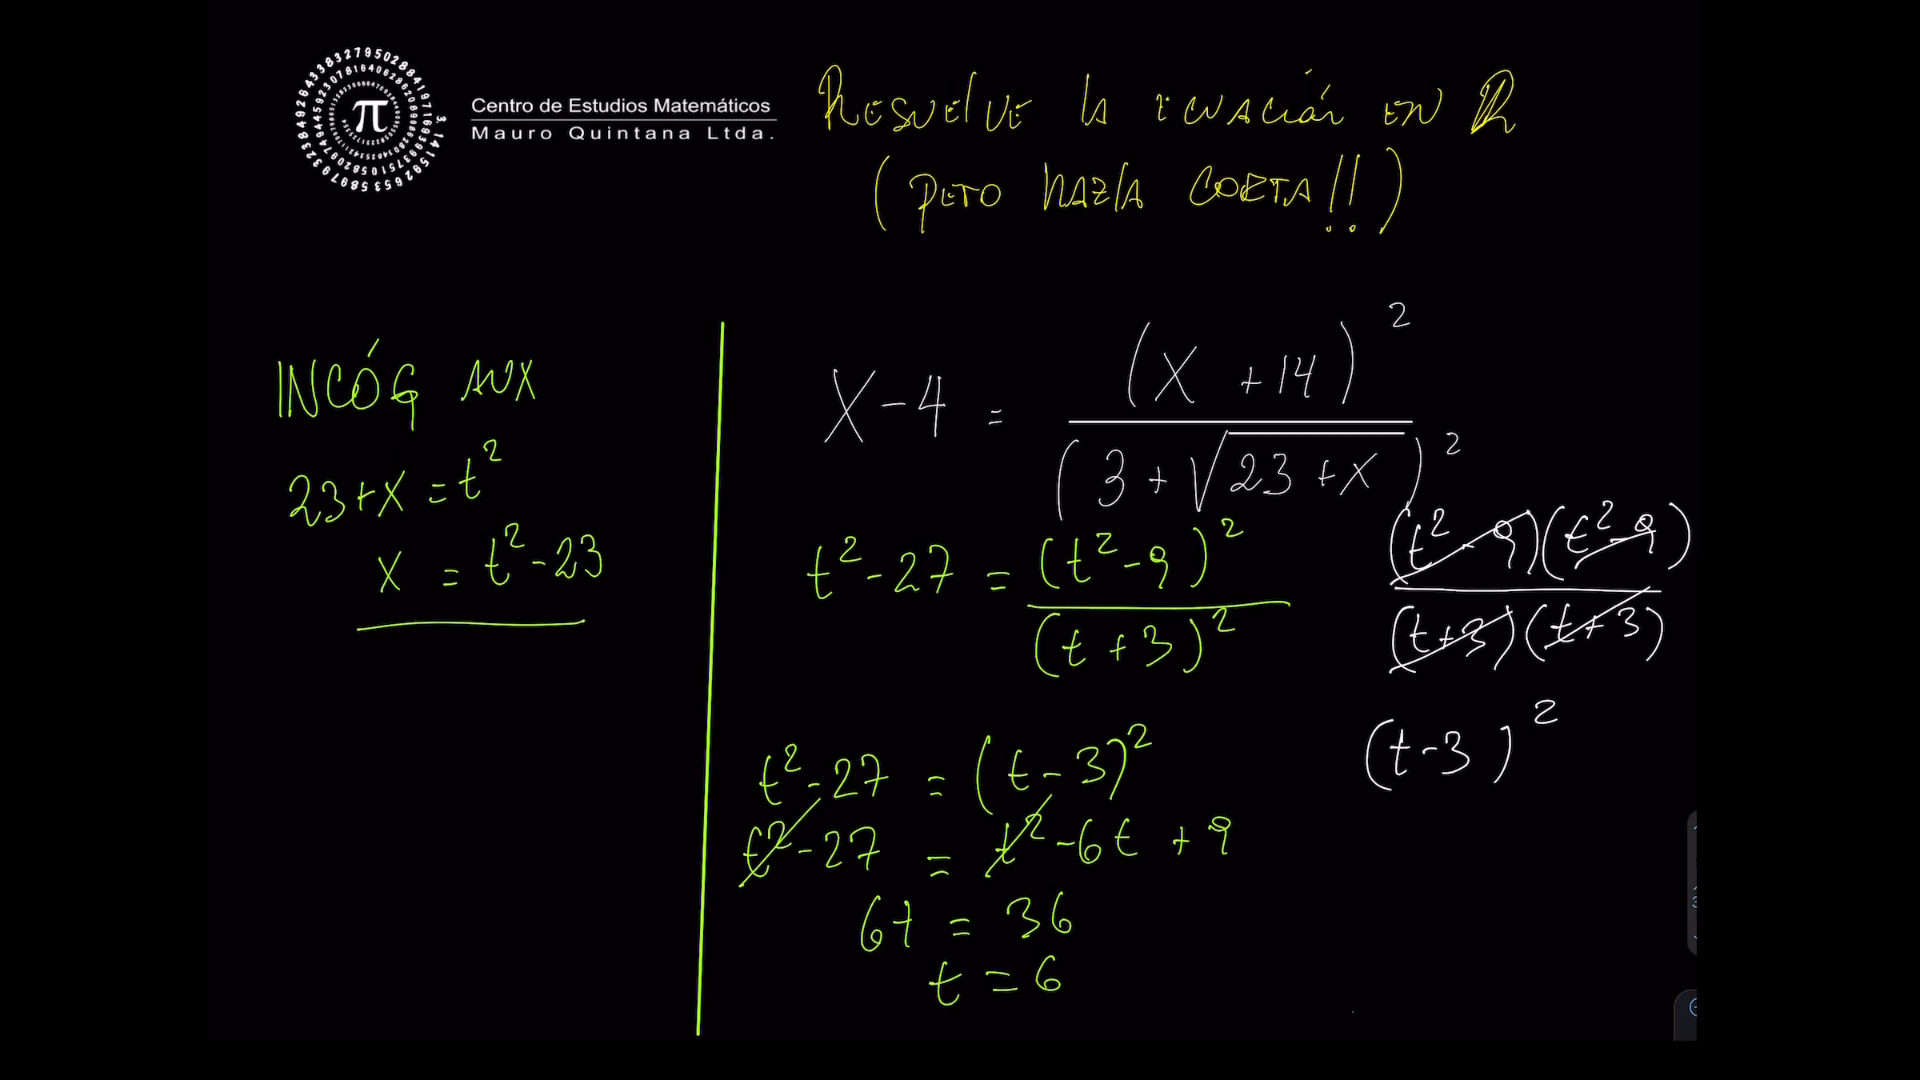 Centro de Estudios Matemáticos
Mauro Quintana Ltda.
π
RESUELVE LA ECUACIÓN EN ℝ
(PERO HAZLA CORTA!!)
INCÓG AUX
23+x = t²
x = t²-23
X-4 = (X +14)² / (3+√(23+x))²
t²-27 = (t²-9)² / (t+3)²
(t²-9)(t²-9) / (t+3)(t+3)
(t-3)²
t²-27 = (t-3)²
t²-27 = t²-6t+9
6t = 36
t = 6